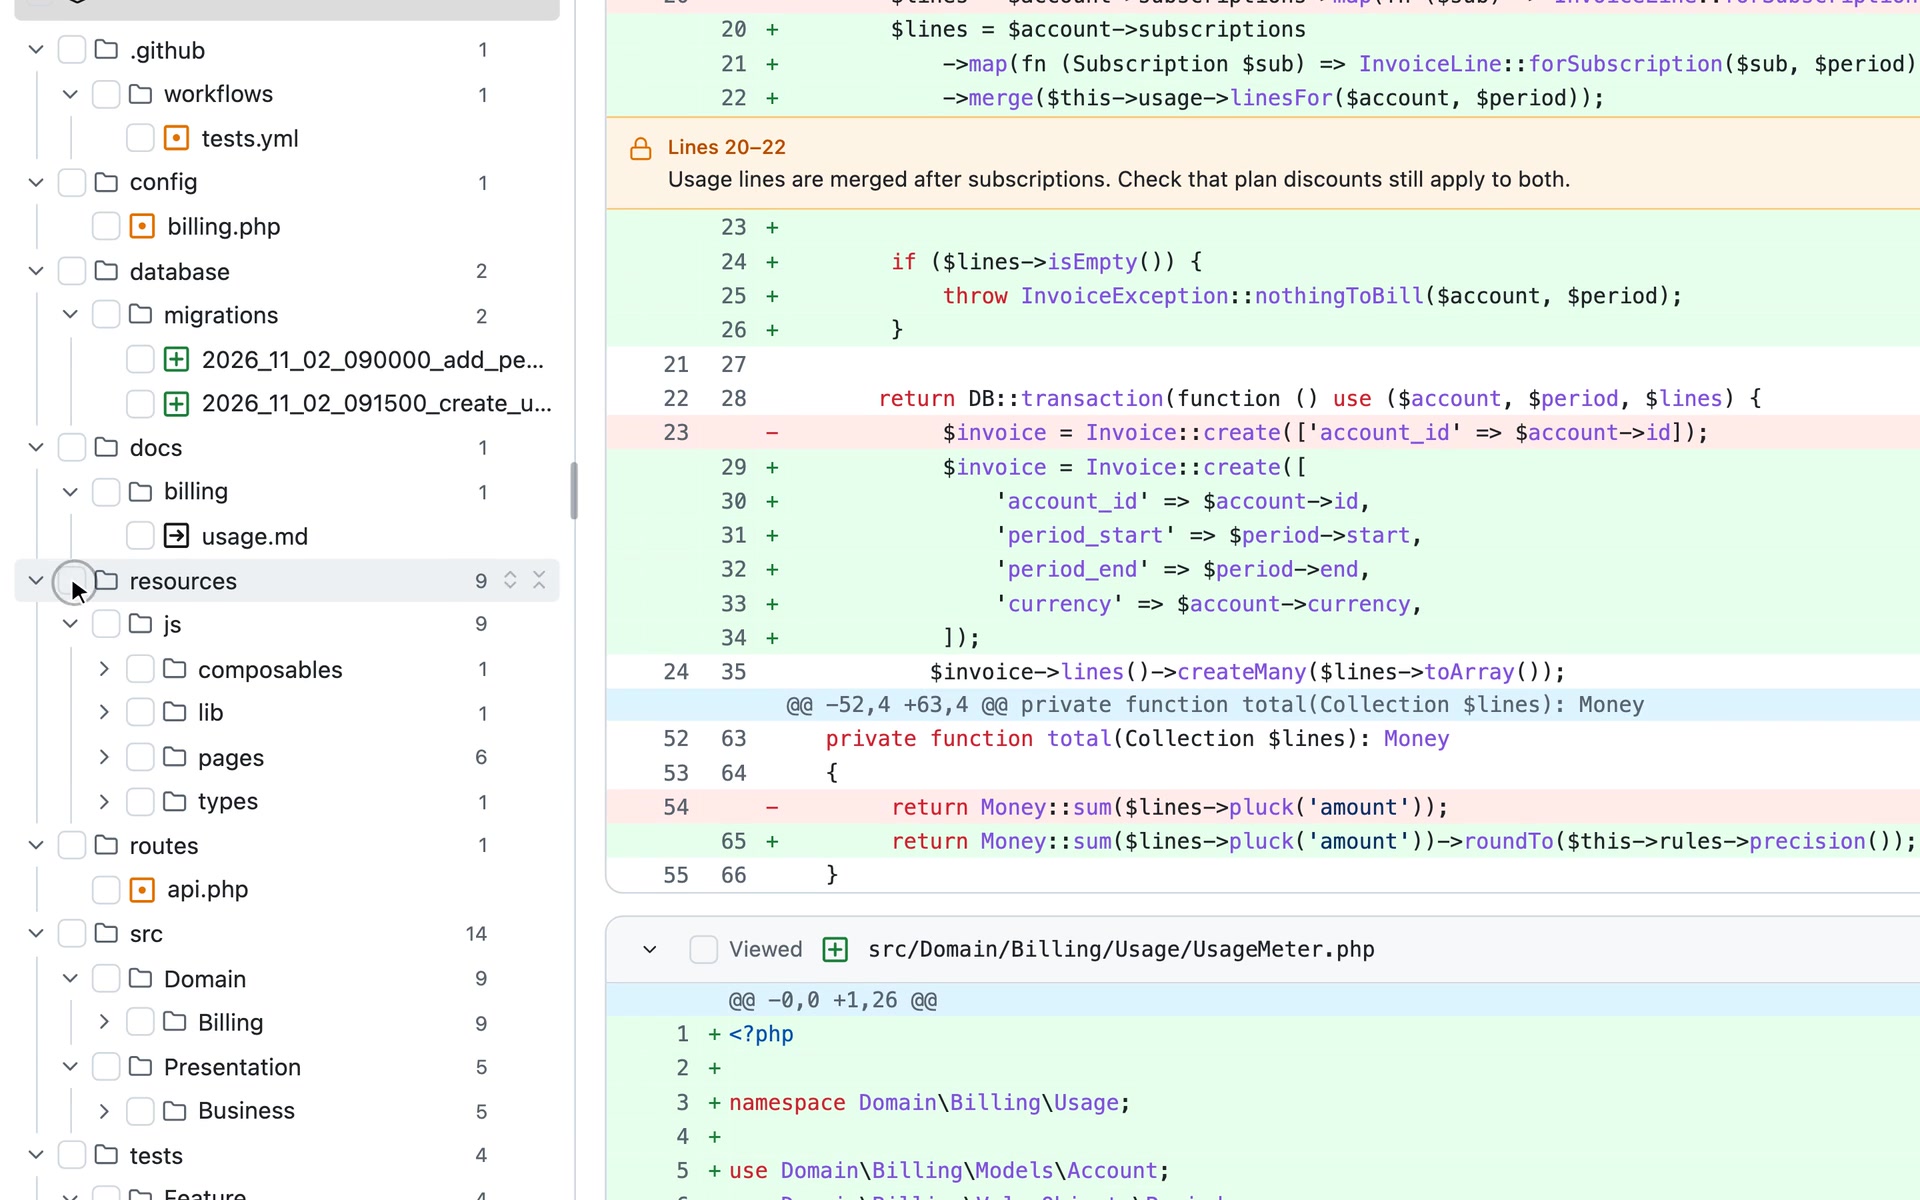 .github 1
workflows 1
tests.yml
config 1
billing.php
database 2
migrations 2
2026_11_02_090000_add_pe...
2026_11_02_091500_create_u...
docs 1
billing 1
usage.md
resources 9
js 9
composables 1
lib 1
pages 6
types 1
routes 1
api.php
src 14
Domain 9
Billing 9
Presentation 5
Business 5
tests 4
Feature 4
20 + $lines = $account->subscriptions
21 + ->map(fn (Subscription $sub) => InvoiceLine::forSubscription($sub, $period)
22 + ->merge($this->usage->linesFor($account, $period));
Lines 20–22
Usage lines are merged after subscriptions. Check that plan discounts still apply to both.
23 +
24 + if ($lines->isEmpty()) {
25 + throw InvoiceException::nothingToBill($account, $period);
26 + }
21 27
22 28 return DB::transaction(function () use ($account, $period, $lines) {
23 - $invoice = Invoice::create(['account_id' => $account->id]);
29 + $invoice = Invoice::create([
30 + 'account_id' => $account->id,
31 + 'period_start' => $period->start,
32 + 'period_end' => $period->end,
33 + 'currency' => $account->currency,
34 + ]);
24 35 $invoice->lines()->createMany($lines->toArray());
@@ -52,4 +63,4 @@ private function total(Collection $lines): Money
52 63 private function total(Collection $lines): Money
53 64 {
54 - return Money::sum($lines->pluck('amount'));
65 + return Money::sum($lines->pluck('amount'))->roundTo($this->rules->precision());
55 66 }
Viewed src/Domain/Billing/Usage/UsageMeter.php
@@ -0,0 +1,26 @@
1 + <?php
2 +
3 + namespace Domain\Billing\Usage;
4 +
5 + use Domain\Billing\Models\Account;